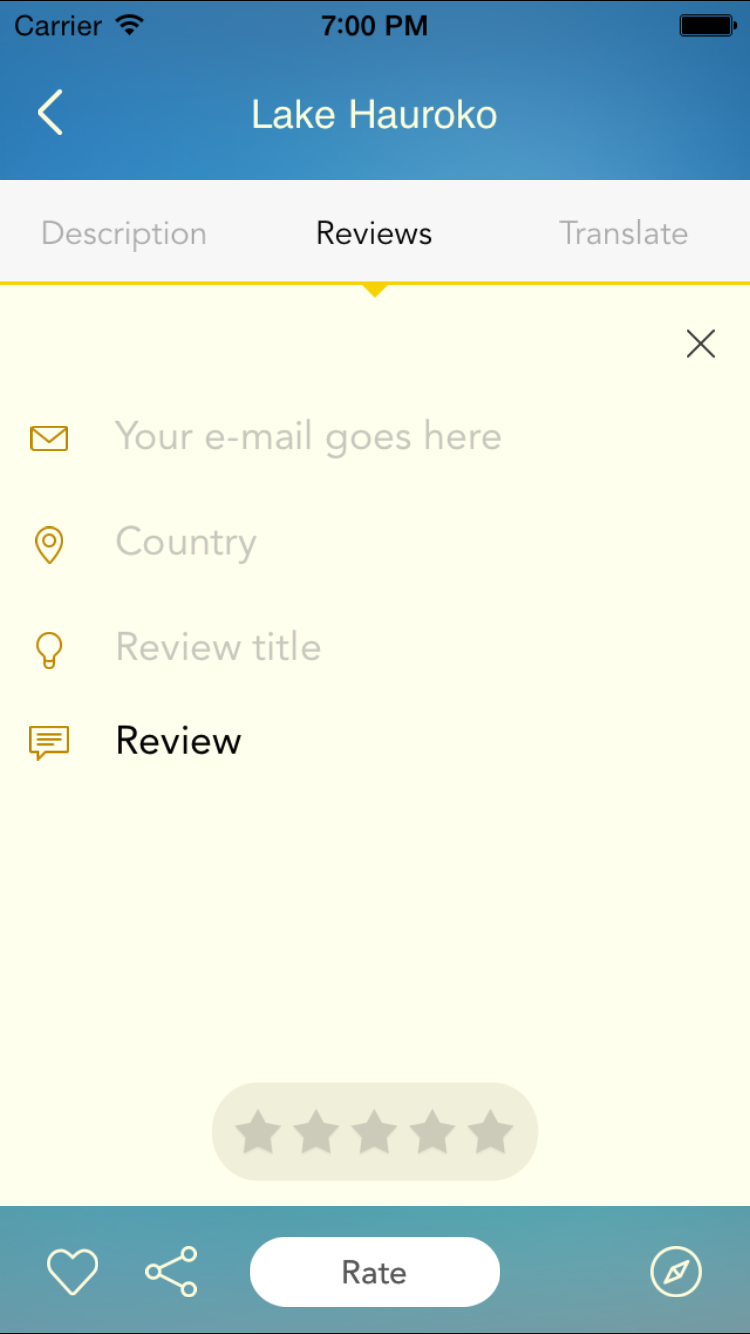 Carrier 7:00 PM
Lake Hauroko
Description Reviews Translate
Your e-mail goes here
Country
Review title
Review
Rate